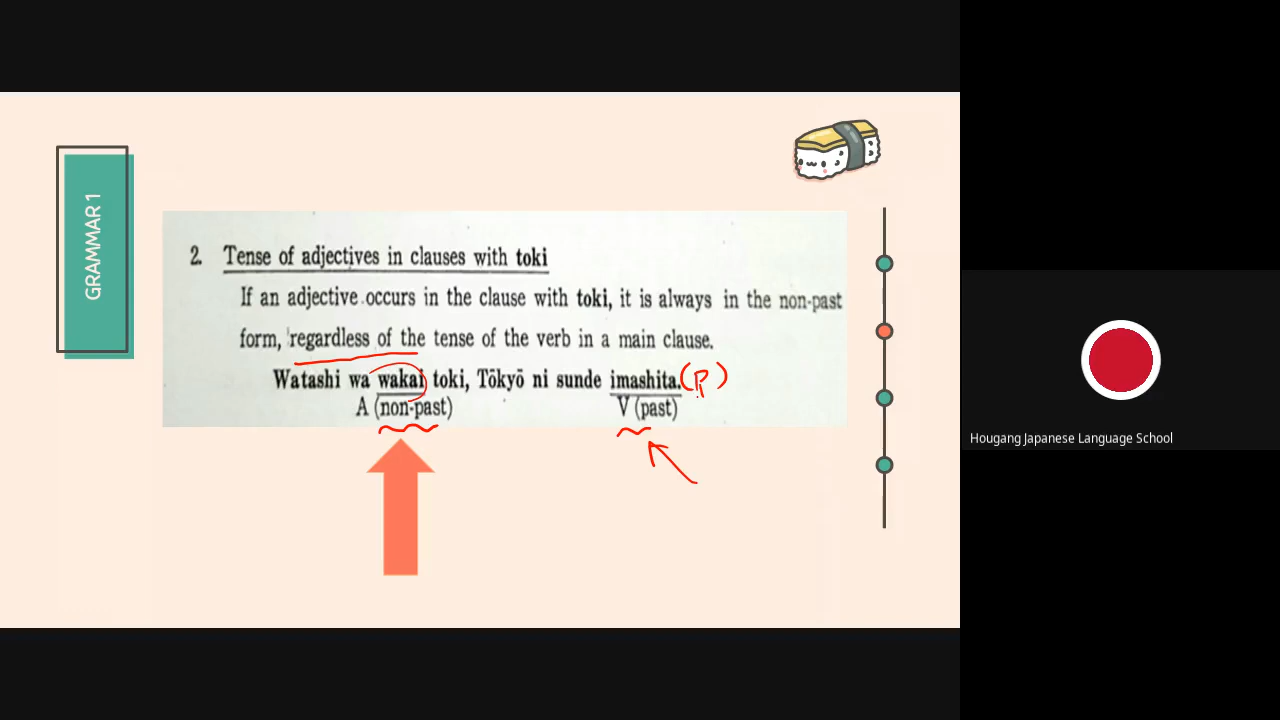 GRAMMAR 1
2. Tense of adjectives in clauses with toki
If an adjective occurs in the clause with toki, it is always in the non-past
form, regardless of the tense of the verb in a main clause.
Watashi wa wakai toki, Tōkyō ni sunde imashita. (P)
A (non-past) V (past)
Hougang Japanese Language School